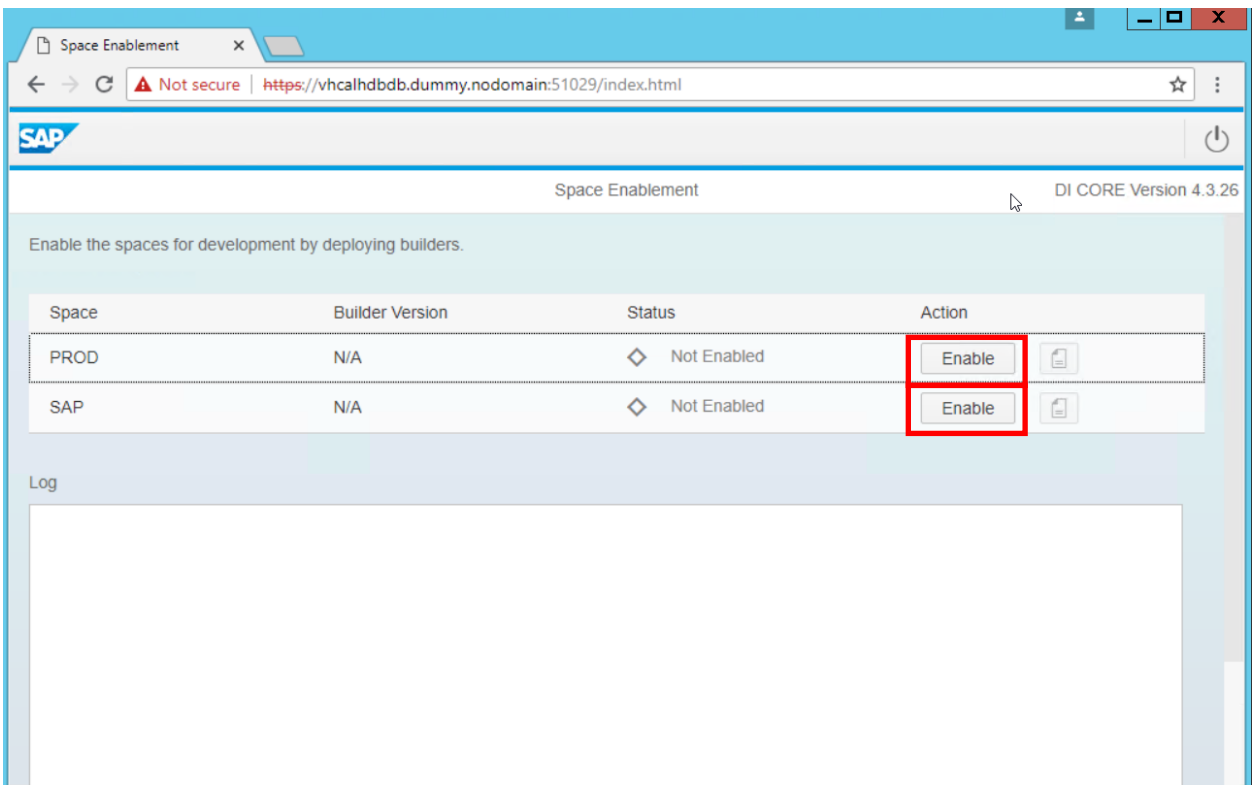 Space Enablement
Not secure | https://vhcalhdbdb.dummy.nodomain:51029/index.html
SAP
Space Enablement DI CORE Version 4.3.26
Enable the spaces for development by deploying builders.
Space Builder Version Status Action
PROD N/A Not Enabled Enable
SAP N/A Not Enabled Enable
Log